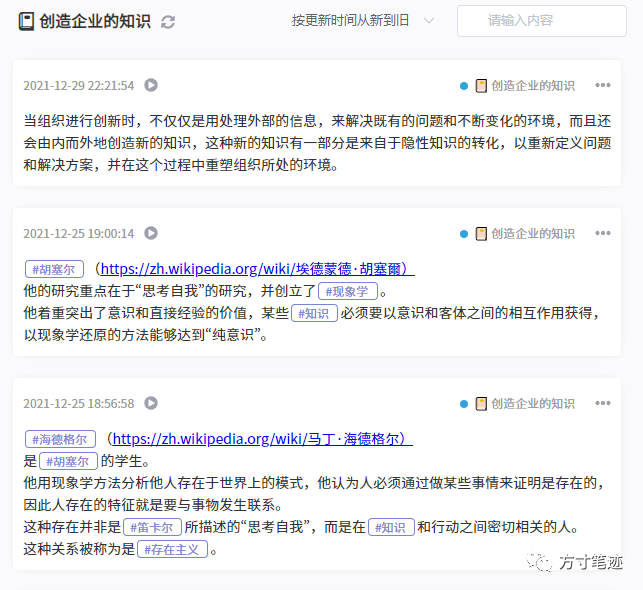 创造企业的知识
按更新时间从新到旧
请输入内容
2021-12-29 22:21:54
创造企业的知识
当组织进行创新时，不仅仅是用处理外部的信息，来解决既有的问题和不断变化的环境，而且还
会由内而外地创造新的知识，这种新的知识有一部分是来自于隐性知识的转化，以重新定义问题
和解决方案，并在这个过程中重塑组织所处的环境。
2021-12-25 19:00:14
创造企业的知识
#胡塞尔 （https://zh.wikipedia.org/wiki/埃德蒙德·胡塞爾）
他的研究重点在于“思考自我”的研究，并创立了 #现象学 。
他着重突出了意识和直接经验的价值，某些 #知识 必须要以意识和客体之间的相互作用获得，
以现象学还原的方法能够达到“纯意识”。
2021-12-25 18:56:58
创造企业的知识
#海德格尔 （https://zh.wikipedia.org/wiki/马丁·海德格尔）
是 #胡塞尔 的学生。
他用现象学方法分析他人存在于世界上的模式，他认为人必须通过做某些事情来证明是存在的，
因此人存在的特征就是要与事物发生联系。
这种存在并非是 #笛卡尔 所描述的“思考自我”，而是在 #知识 和行动之间密切相关的人。
这种关系被称为是 #存在主义 。
方寸笔迹